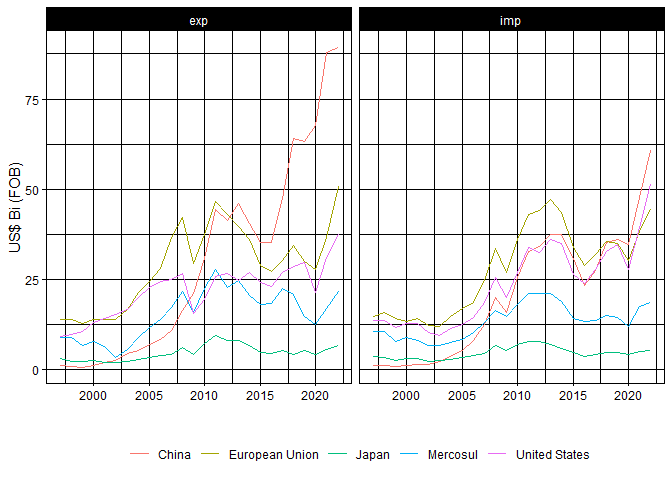 exp imp
US$ Bi (FOB)
75
50
25
0
2000 2005 2010 2015 2020 2000 2005 2010 2015 2020
China European Union Japan Mercosul United States